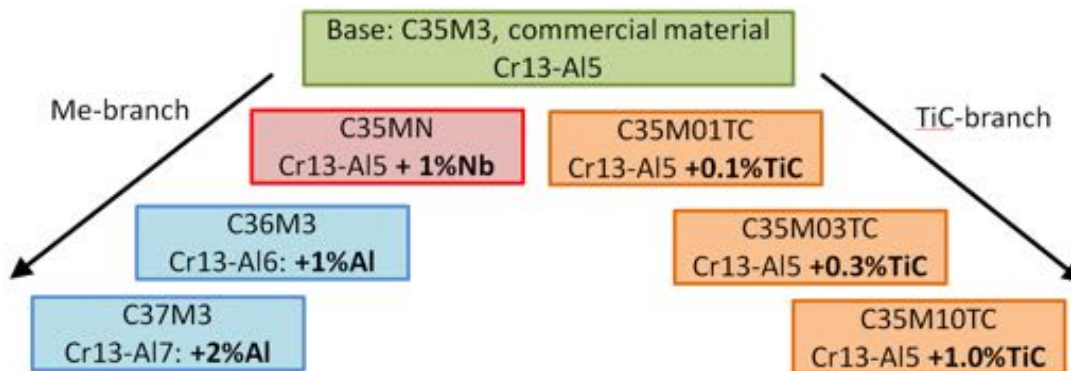 Base: C35M3, commercial material
Cr13-Al5
Me-branch
TiC-branch
C35MN
Cr13-Al5 + 1%Nb
C35M01TC
Cr13-Al5 +0.1%TiC
C36M3
Cr13-Al6: +1%Al
C35M03TC
Cr13-Al5 +0.3%TiC
C37M3
Cr13-Al7: +2%Al
C35M10TC
Cr13-Al5 +1.0%TiC